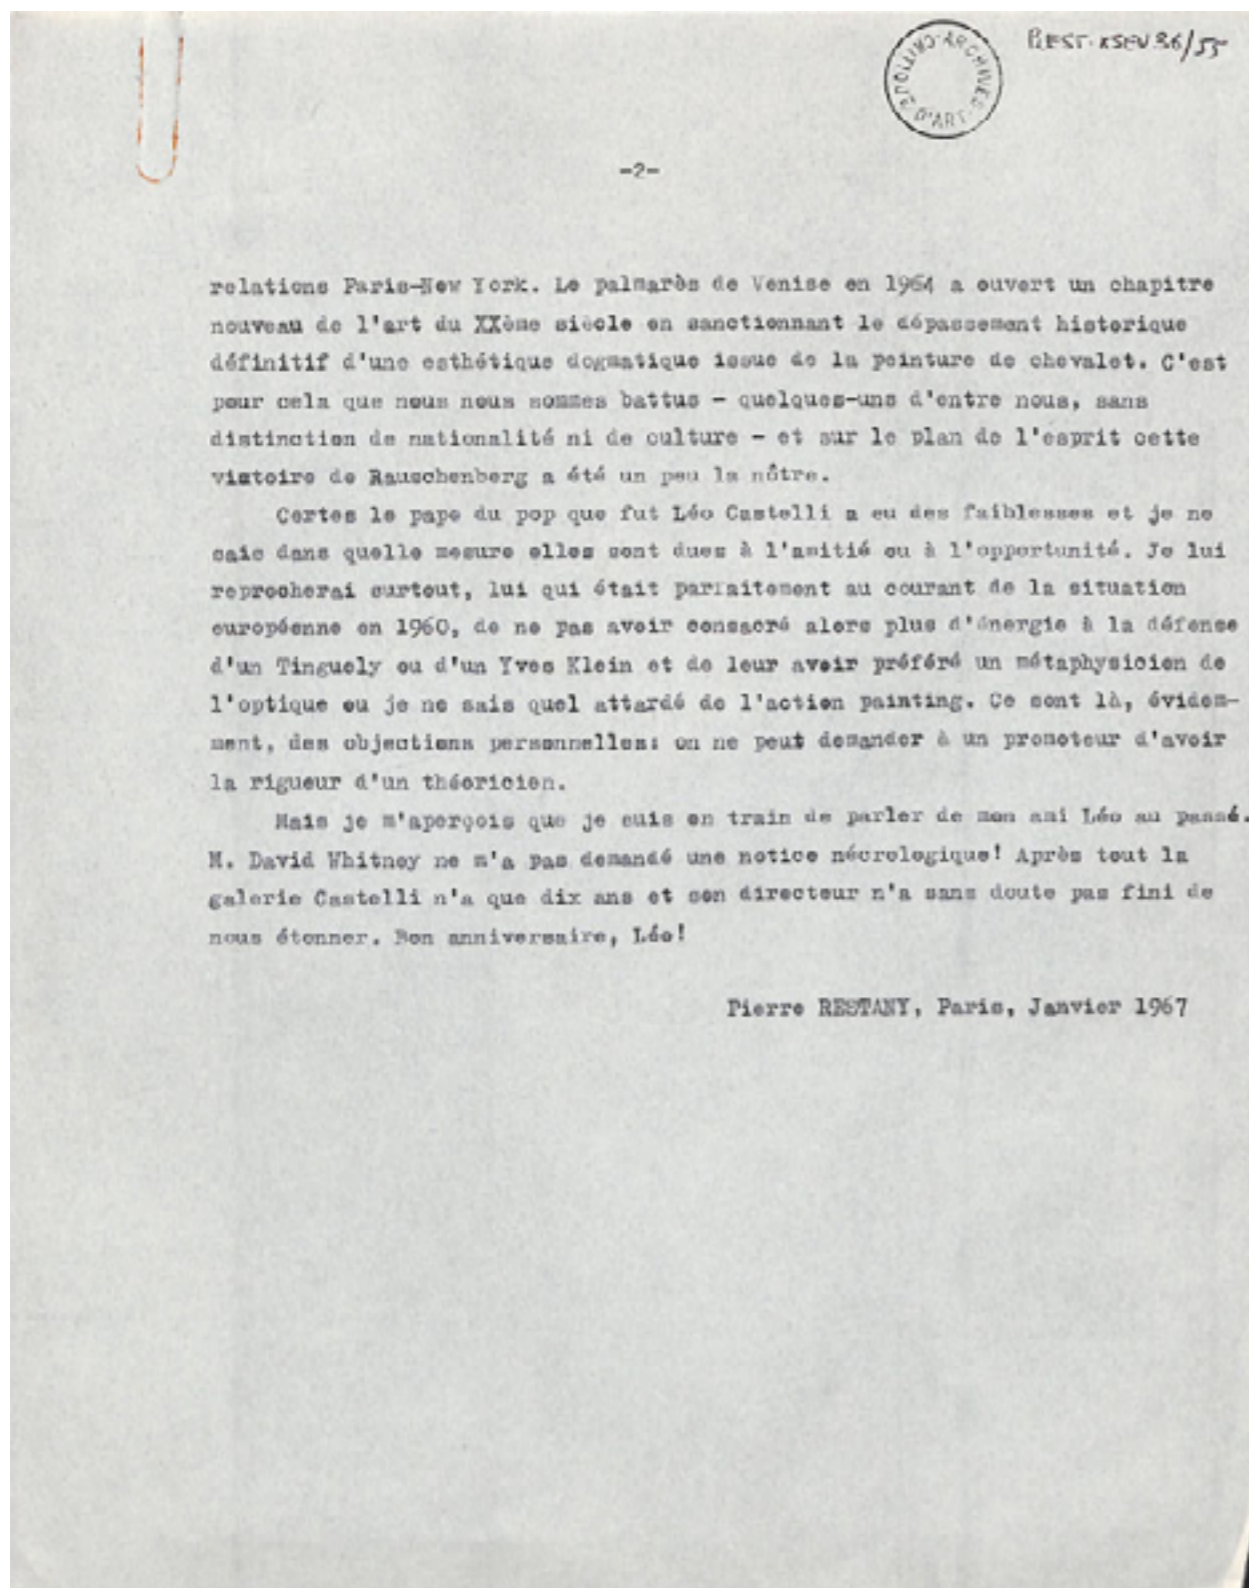 ARCHIVES CRITIQUE D'ART
-2-
relations Paris-New York. Le palmarès de Venise en 1964 a ouvert un chapitre
nouveau de l'art du XXème siècle en sanctionnant le dépassement historique
définitif d'une esthétique dogmatique issue de la peinture de chevalet. C'est
pour cela que nous nous sommes battus - quelques-uns d'entre nous, sans
distinction de nationalité ni de culture - et sur le plan de l'esprit cette
victoire de Rauschenberg a été un peu la nôtre.
Certes le pape du pop que fut Léo Castelli a eu des faiblesses et je ne
sais dans quelle mesure elles sont dues à l'amitié ou à l'opportunité. Je lui
reprocherai surtout, lui qui était parfaitement au courant de la situation
européenne en 1960, de ne pas avoir consacré alors plus d'énergie à la défense
d'un Tinguely ou d'un Yves Klein et de leur avoir préféré un métaphysicien de
l'optique ou je ne sais quel attardé de l'action painting. Ce sont là, évidem-
ment, des objections personnelles: on ne peut demander à un promoteur d'avoir
la rigueur d'un théoricien.
Mais je m'aperçois que je suis en train de parler de mon ami Léo au passé.
M. David Whitney ne m'a pas demandé une notice nécrologique! Après tout la
galerie Castelli n'a que dix ans et son directeur n'a sans doute pas fini de
nous étonner. Bon anniversaire, Léo!
Pierre RESTANY, Paris, Janvier 1967